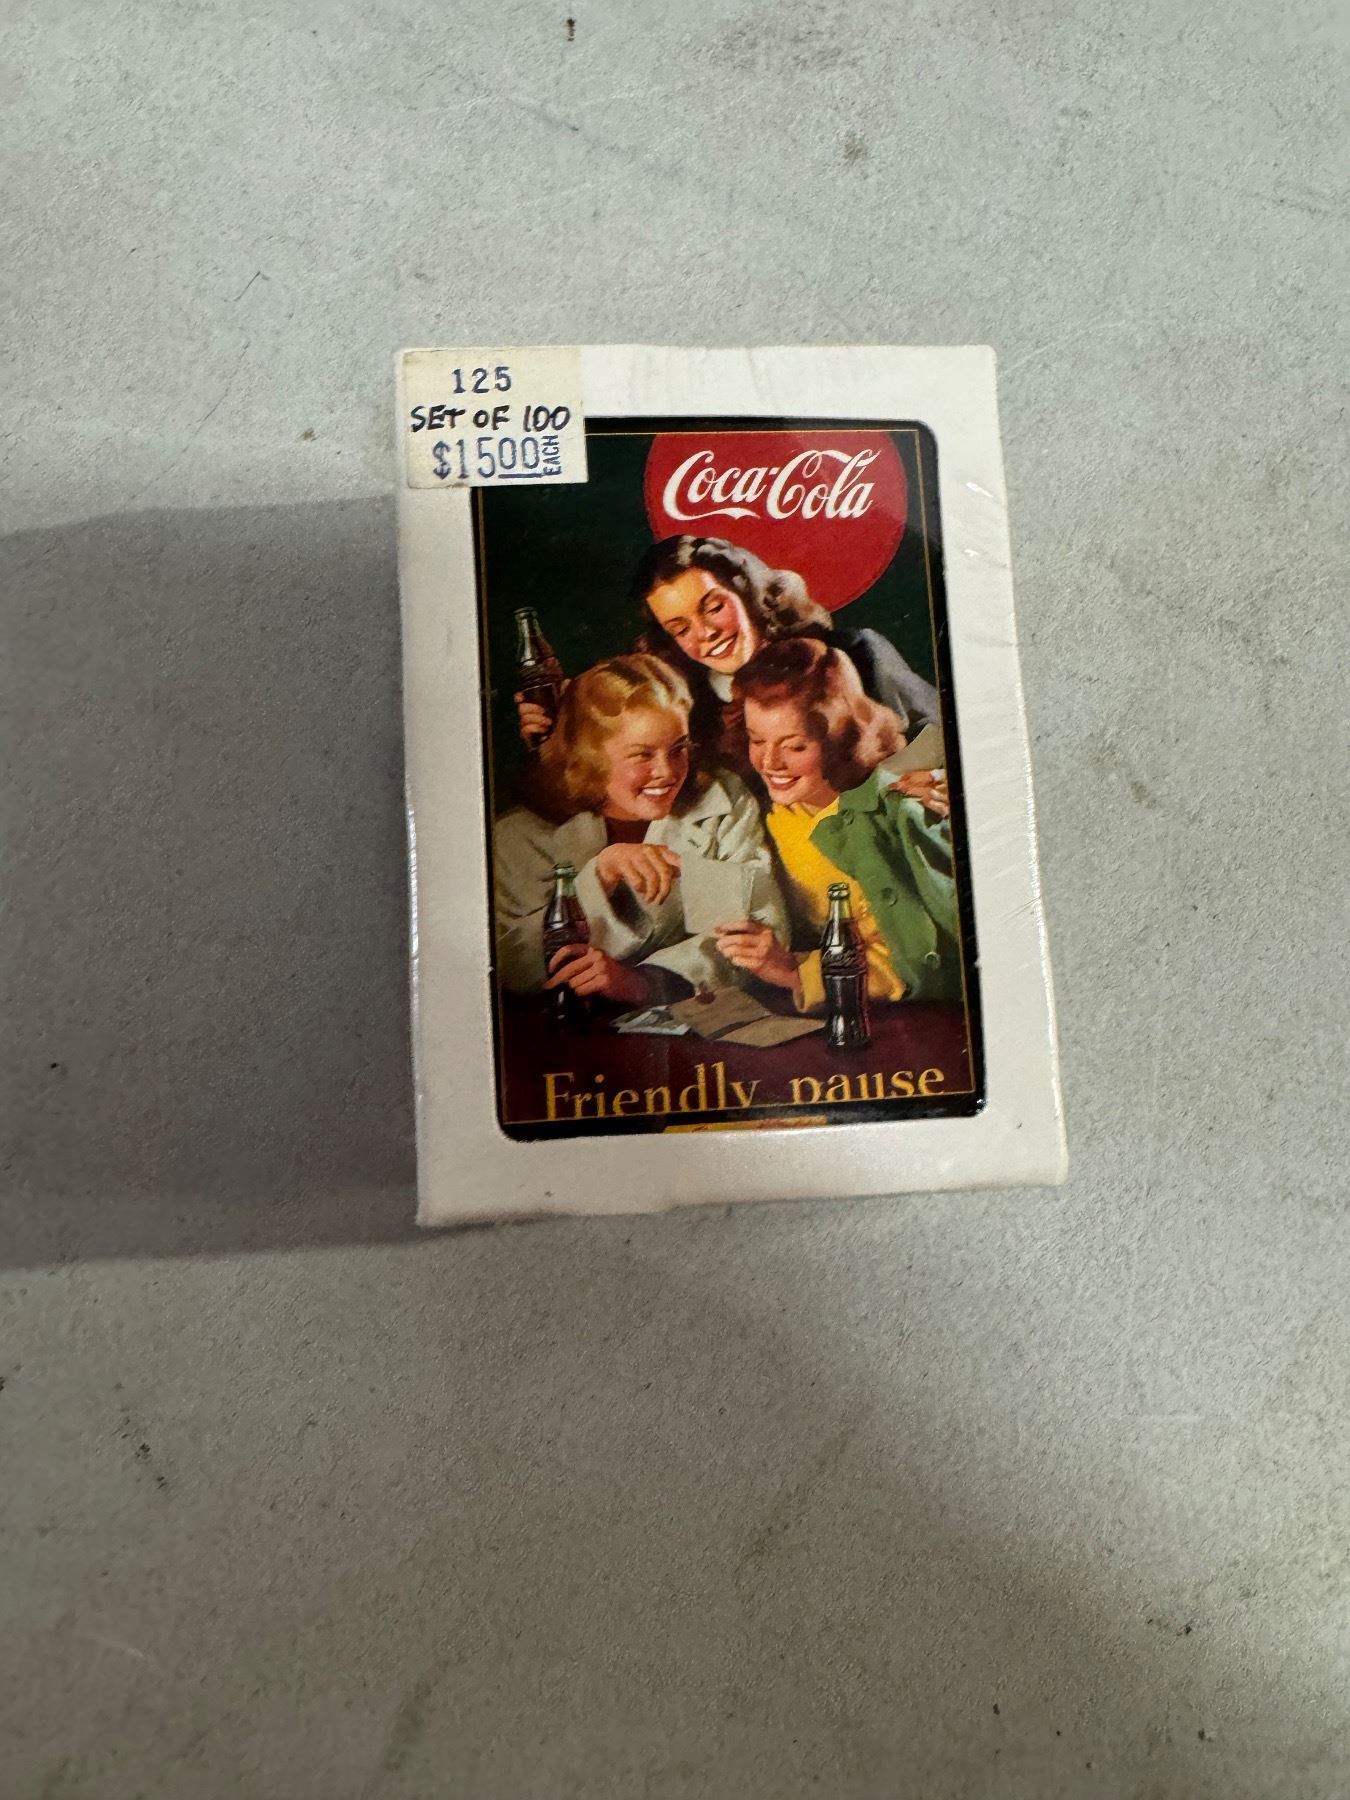 125
SET OF 100
$1500 EACH
Coca-Cola
Friendly pause